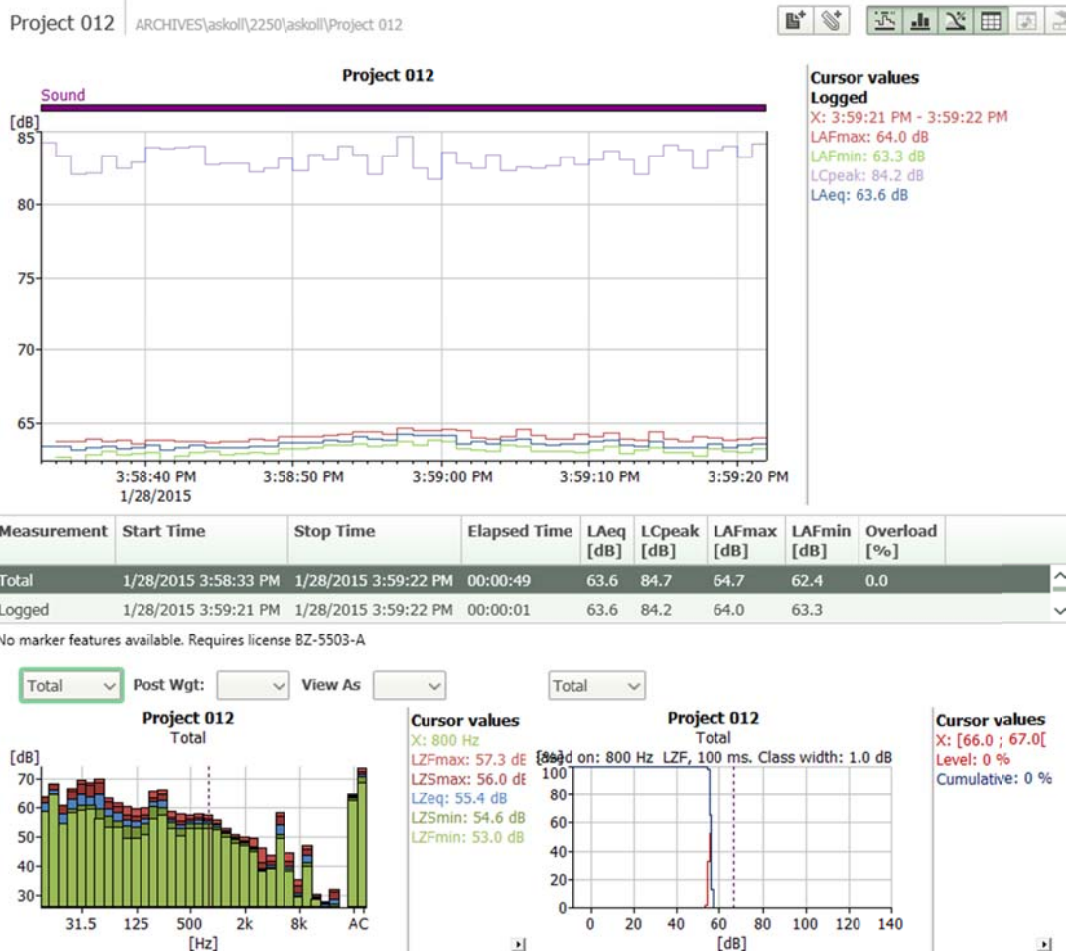 Project 012 ARCHIVES\askoll\2250\askoll\Project 012
Project 012
Sound
[dB]
85
80
75
70
65
3:58:40 PM 3:58:50 PM 3:59:00 PM 3:59:10 PM 3:59:20 PM
1/28/2015
Cursor values
Logged
X: 3:59:21 PM - 3:59:22 PM
LAFmax: 64.0 dB
LAFmin: 63.3 dB
LCpeak: 84.2 dB
LAeq: 63.6 dB
Measurement Start Time Stop Time Elapsed Time LAeq [dB] LCpeak [dB] LAFmax [dB] LAFmin [dB] Overload [%]
Total 1/28/2015 3:58:33 PM 1/28/2015 3:59:22 PM 00:00:49 63.6 84.7 64.7 62.4 0.0
Logged 1/28/2015 3:59:21 PM 1/28/2015 3:59:22 PM 00:00:01 63.6 84.2 64.0 63.3
No marker features available. Requires license BZ-5503-A
Total Post Wgt: View As Total
Project 012
Total
[dB]
70
60
50
40
30
31.5 125 500 2k 8k AC
[Hz]
Cursor values
X: 800 Hz
LZFmax: 57.3 dB
LZSmax: 56.0 dB
LZeq: 55.4 dB
LZSmin: 54.6 dB
LZFmin: 53.0 dB
Project 012
Total
[%] on: 800 Hz LZF, 100 ms. Class width: 1.0 dB
100
80
60
40
20
0
0 20 40 60 80 100 120 140
[dB]
Cursor values
X: [66.0 ; 67.0[
Level: 0 %
Cumulative: 0 %